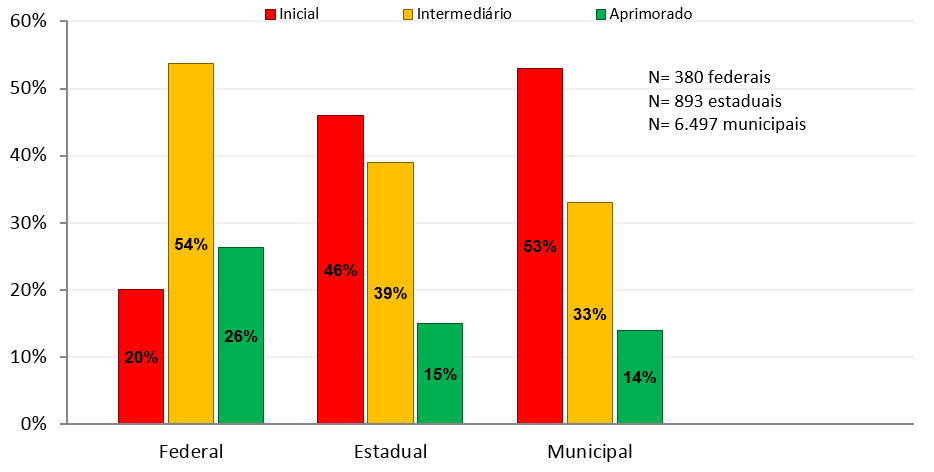 Inicial Intermediário Aprimorado
60%
50%
40%
30%
20%
10%
0%
N= 380 federais
N= 893 estaduais
N= 6.497 municipais
20% 54% 26%
46% 39% 15%
53% 33% 14%
Federal Estadual Municipal